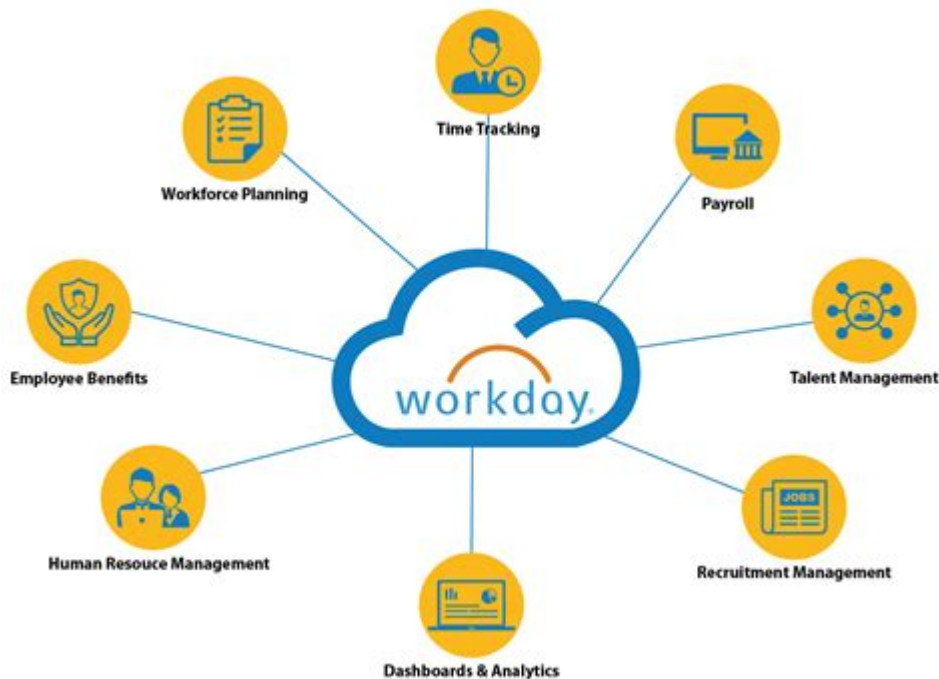 Time Tracking
Workforce Planning
Payroll
Employee Benefits
workday.
Talent Management
JOBS
Human Resouce Management
Recruitment Management
Dashboards & Analytics